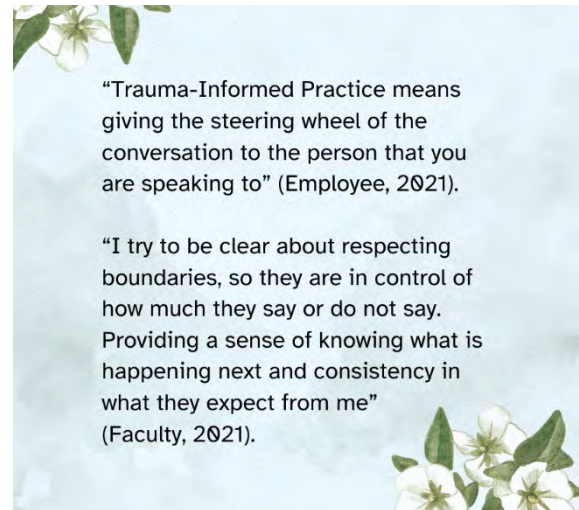 “Trauma-Informed Practice means
giving the steering wheel of the
conversation to the person that you
are speaking to” (Employee, 2021).
“I try to be clear about respecting
boundaries, so they are in control of
how much they say or do not say.
Providing a sense of knowing what is
happening next and consistency in
what they expect from me”
(Faculty, 2021).